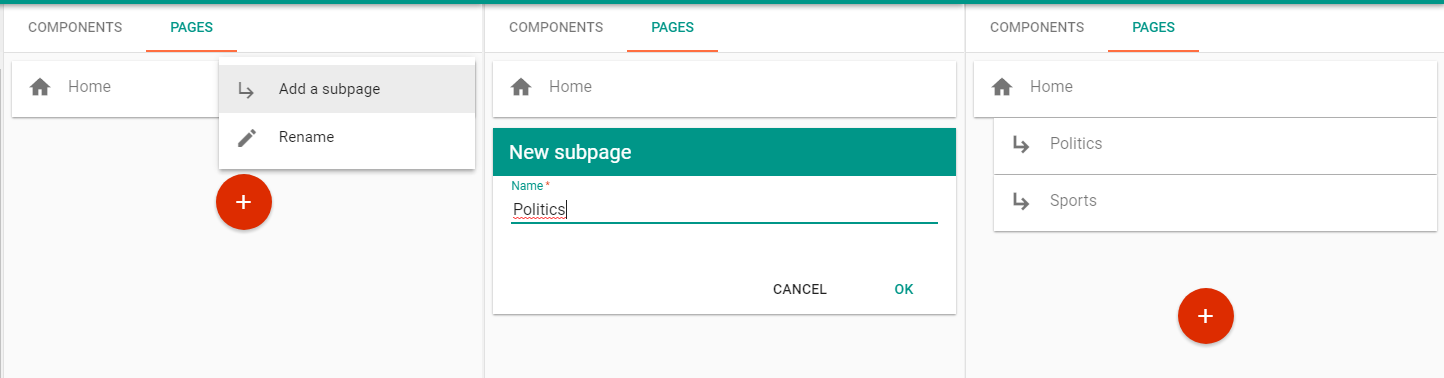 COMPONENTS PAGES
Home
Add a subpage
Rename
+
COMPONENTS PAGES
Home
New subpage
Name *
Politics
CANCEL OK
COMPONENTS PAGES
Home
Politics
Sports
+